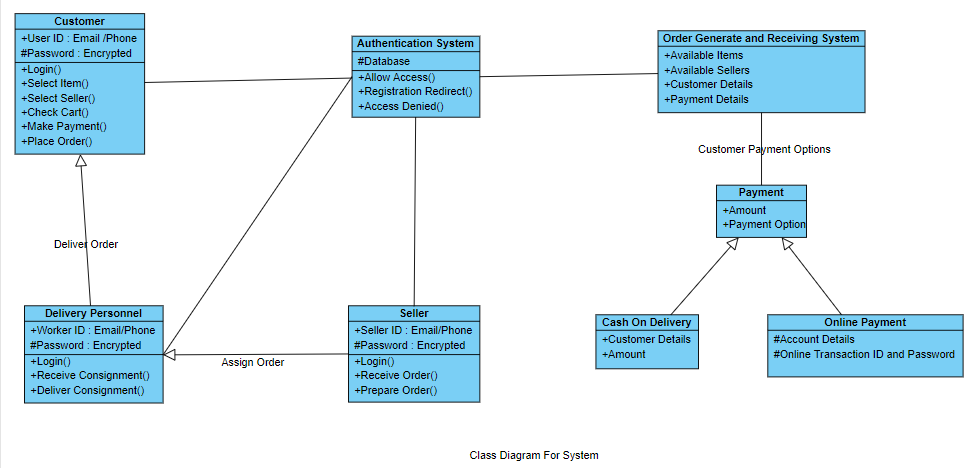 Customer
+User ID : Email /Phone
#Password : Encrypted
+Login()
+Select Item()
+Select Seller()
+Check Cart()
+Make Payment()
+Place Order()
Authentication System
#Database
+Allow Access()
+Registration Redirect()
+Access Denied()
Order Generate and Receiving System
+Available Items
+Available Sellers
+Customer Details
+Payment Details
Customer Payment Options
Payment
+Amount
+Payment Option
Deliver Order
Delivery Personnel
+Worker ID : Email/Phone
#Password : Encrypted
+Login()
+Receive Consignment()
+Deliver Consignment()
Assign Order
Seller
+Seller ID : Email/Phone
#Password : Encrypted
+Login()
+Receive Order()
+Prepare Order()
Cash On Delivery
+Customer Details
+Amount
Online Payment
#Account Details
#Online Transaction ID and Password
Class Diagram For System